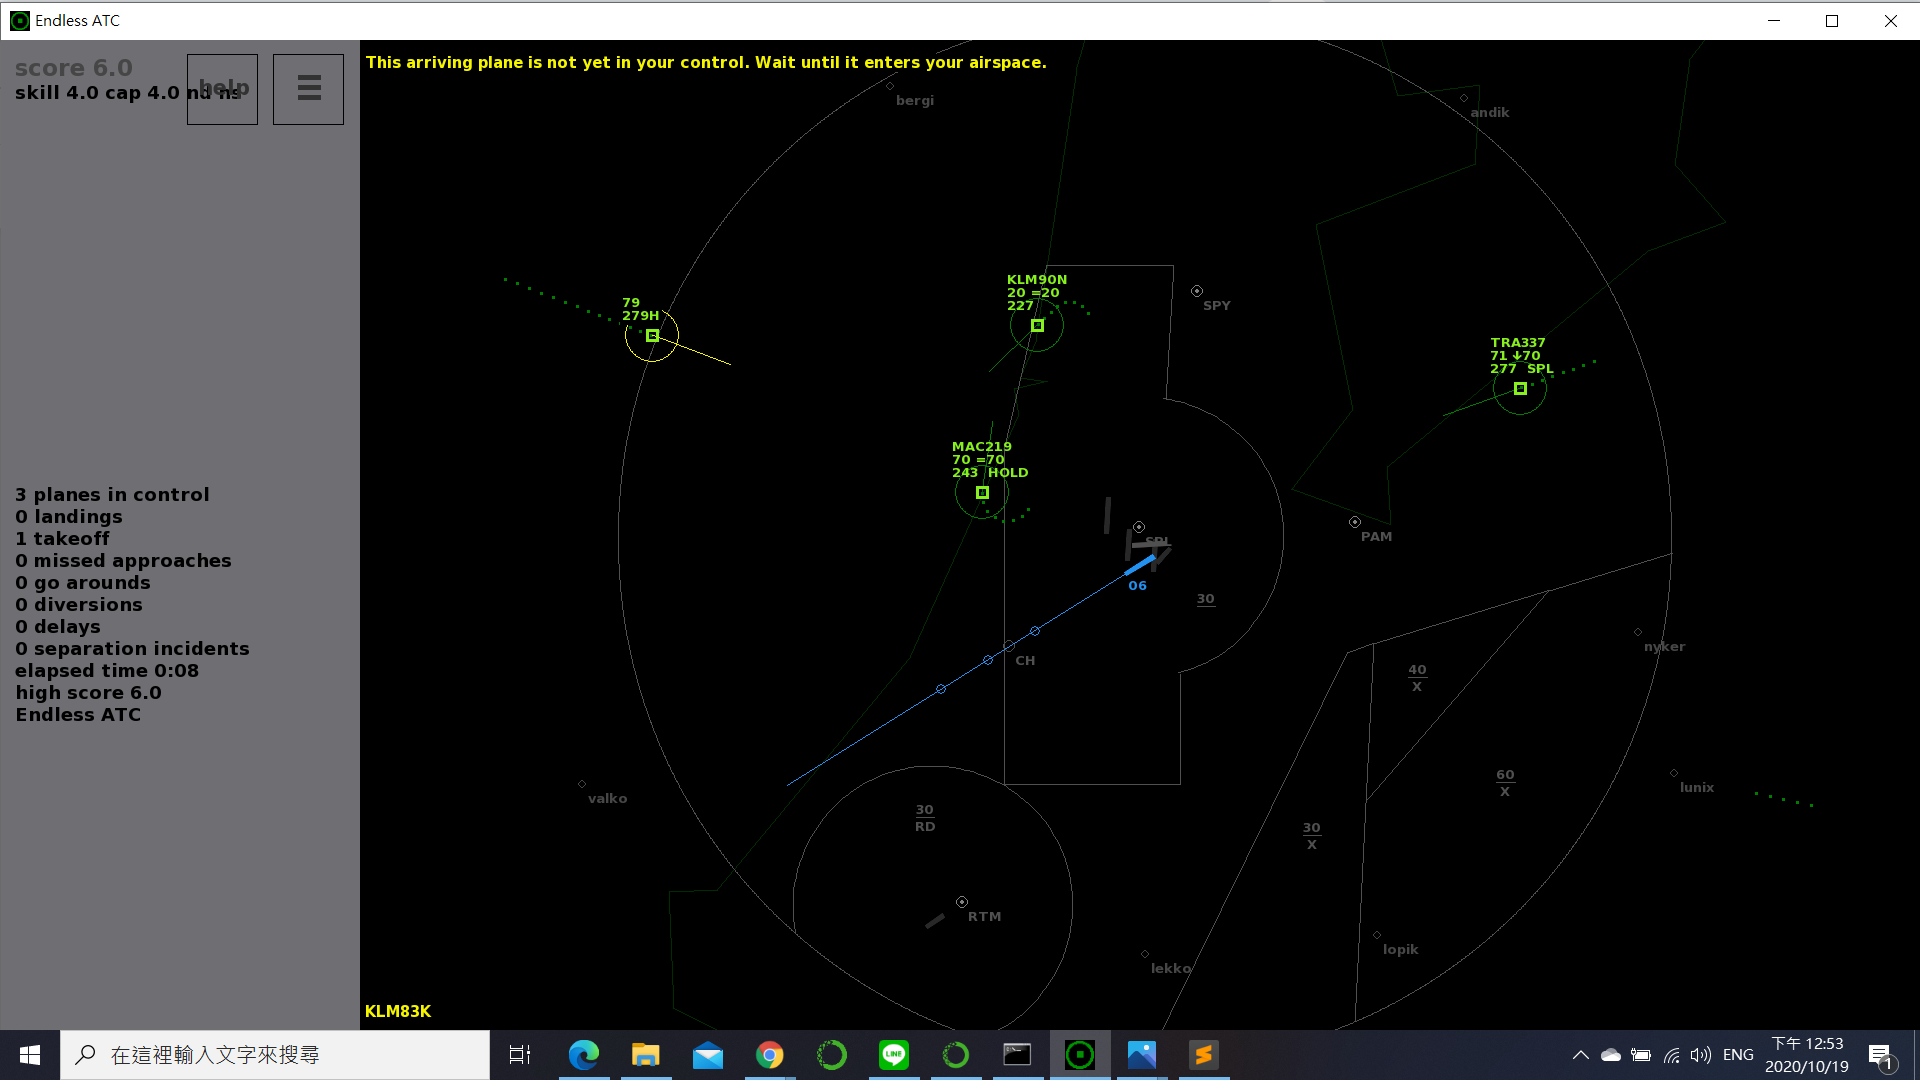 Endless ATC
score 6.0
skill 4.0 cap 4.0 nd ns
help
This arriving plane is not yet in your control. Wait until it enters your airspace.
bergi
andik
KLM90N
20 =20
227
SPY
79
279H
TRA337
71 ↓70
277 SPL
MAC219
70 =70
243 HOLD
3 planes in control
0 landings
1 takeoff
0 missed approaches
0 go arounds
0 diversions
0 delays
0 separation incidents
elapsed time 0:08
high score 6.0
Endless ATC
SPL
PAM
06
30
CH
nyker
40
X
60
X
lunix
valko
30
RD
30
X
RTM
lopik
lekko
KLM83K
在這裡輸入文字來搜尋
LINE
ENG
下午 12:53
2020/10/19
1